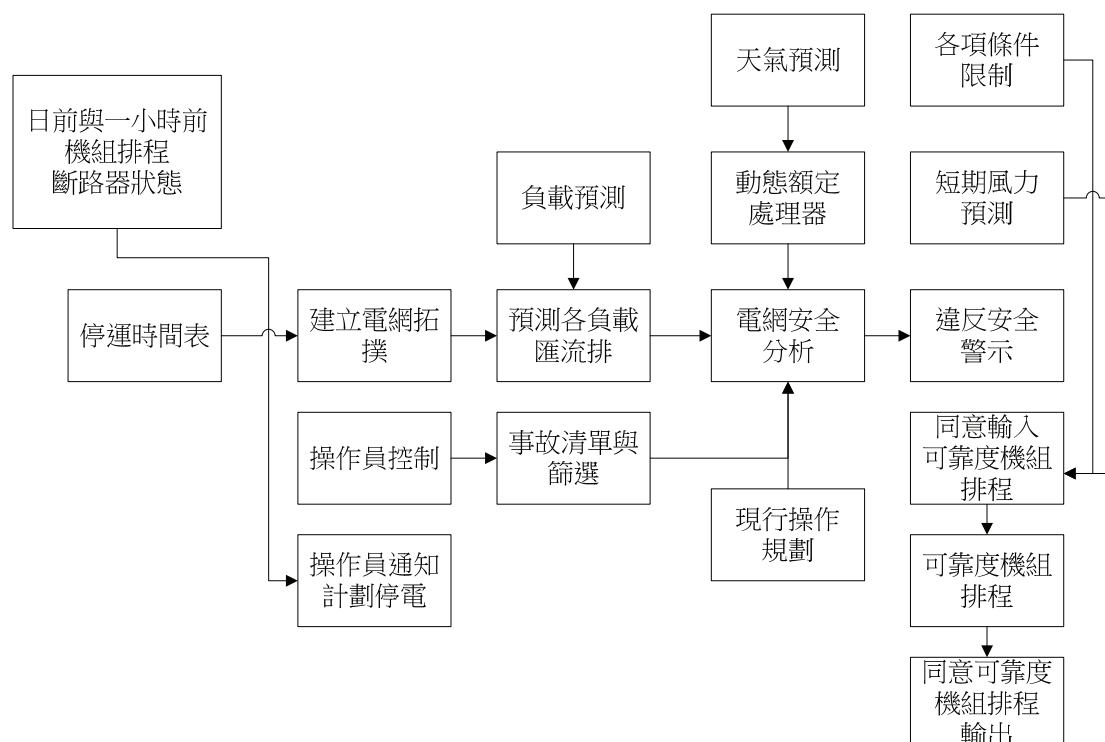 天氣預測
各項條件
限制
日前與一小時前
機組排程
斷路器狀態
負載預測
動態額定
處理器
短期風力
預測
停運時間表
建立電網拓
撲
預測各負載
匯流排
電網安全
分析
違反安全
警示
操作員控制
事故清單與
篩選
現行操作
規劃
同意輸入
可靠度機組
排程
操作員通知
計劃停電
可靠度機組
排程
同意可靠度
機組排程
輸出